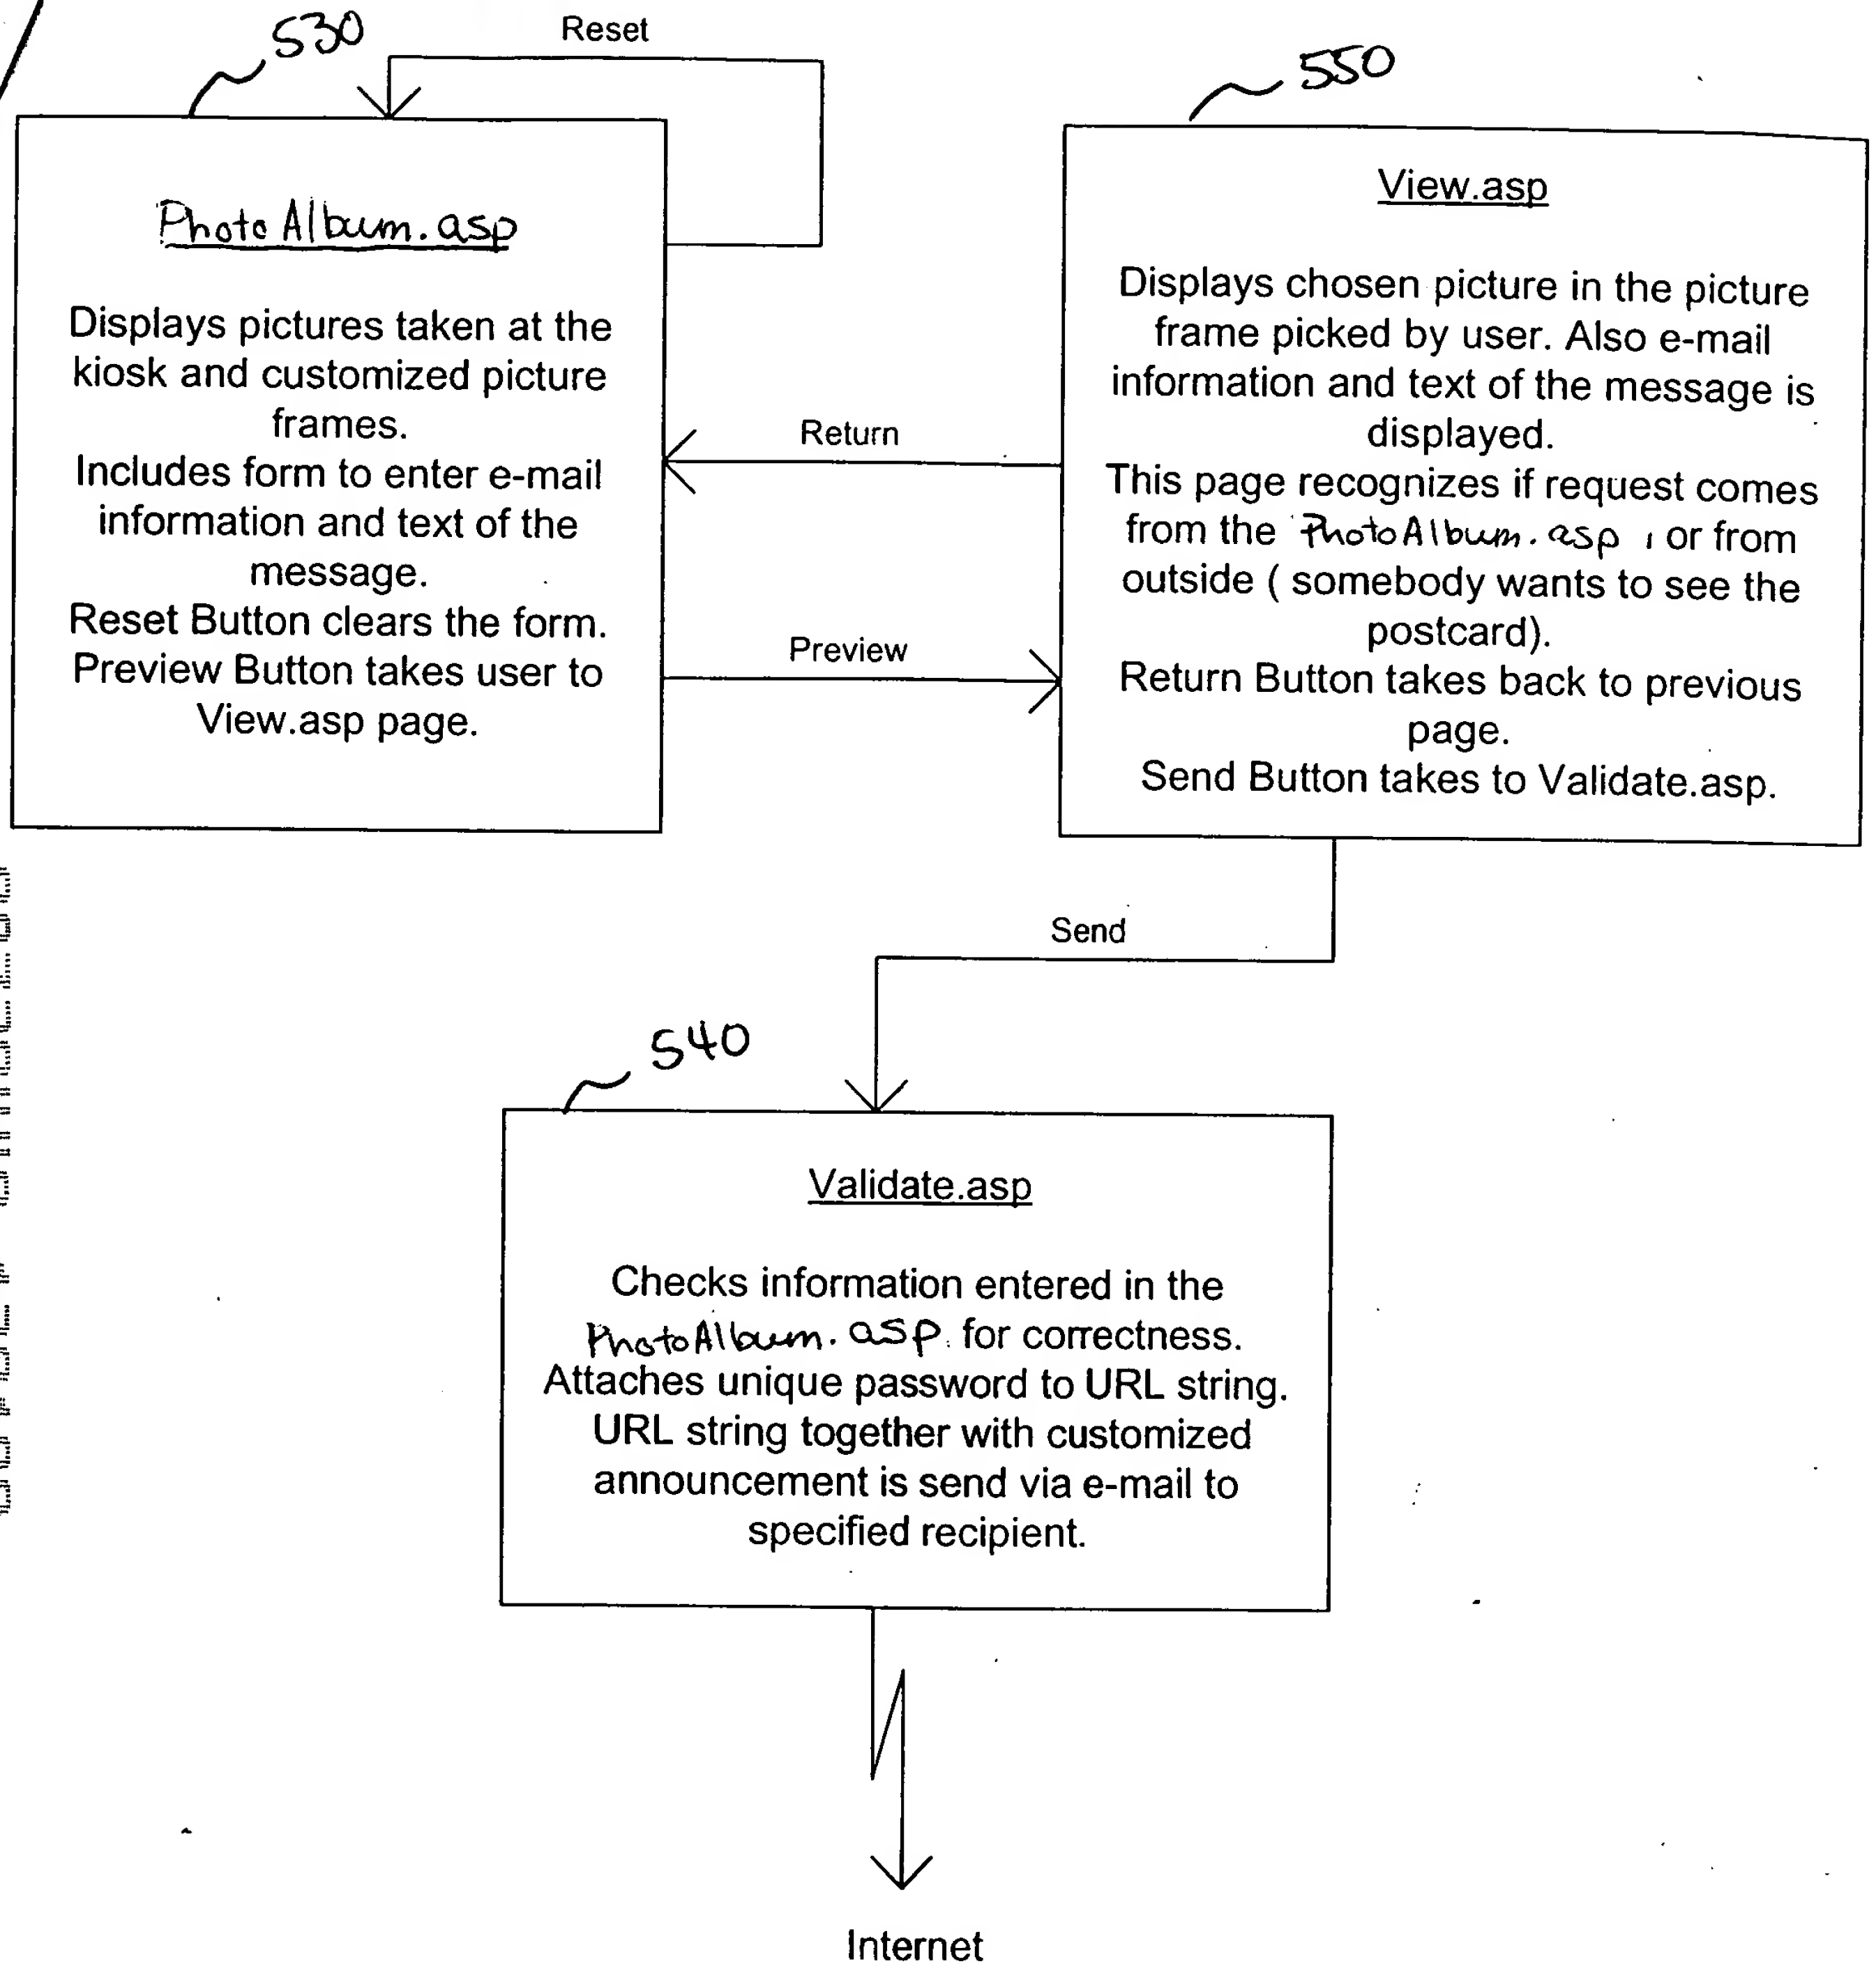 530
Reset
Photo Album.asp
Displays pictures taken at the
kiosk and customized picture
frames.
Includes form to enter e-mail
information and text of the
message.
Reset Button clears the form.
Preview Button takes user to
View.asp page.
Return
Preview
550
View.asp
Displays chosen picture in the picture
frame picked by user. Also e-mail
information and text of the message is
displayed.
This page recognizes if request comes
from the PhotoAlbum.asp , or from
outside ( somebody wants to see the
postcard).
Return Button takes back to previous
page.
Send Button takes to Validate.asp.
Send
540
Validate.asp
Checks information entered in the
PhotoAlbum.asp for correctness.
Attaches unique password to URL string.
URL string together with customized
announcement is send via e-mail to
specified recipient.
Internet